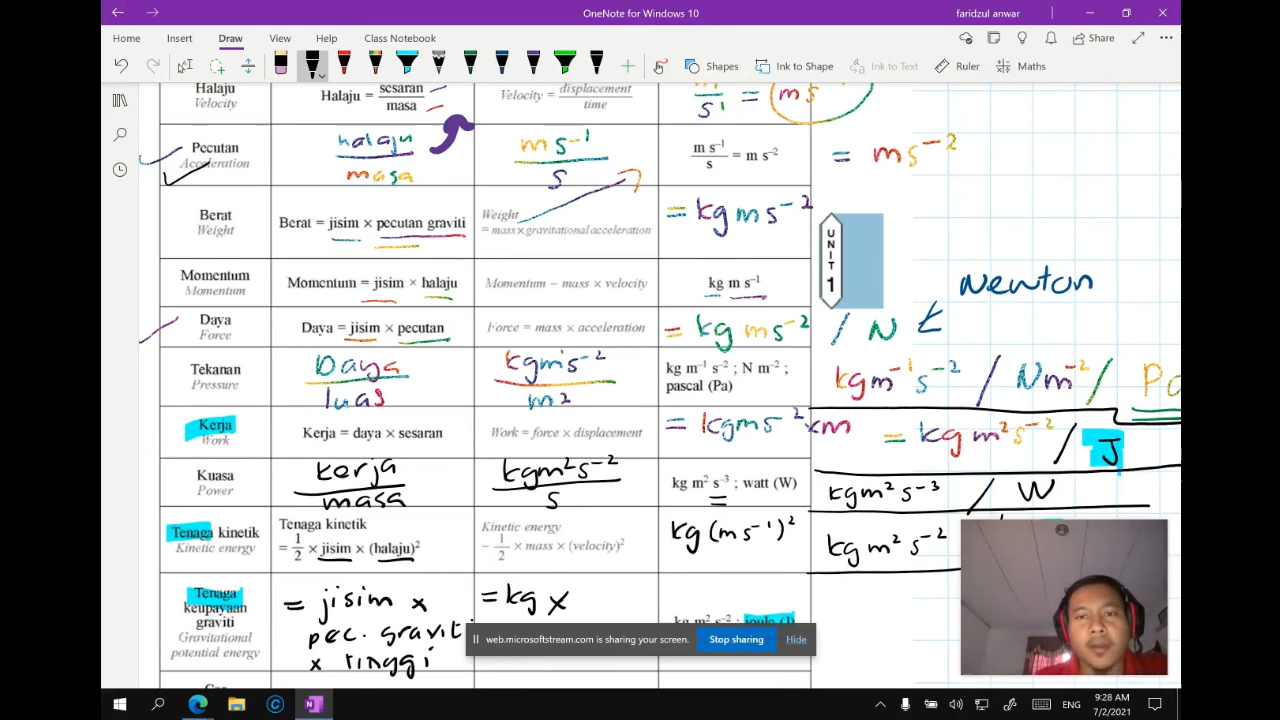 OneNote for Windows 10
faridzul anwar
Home Insert Draw View Help Class Notebook
Share
Shapes Ink to Shape Ink to Text Ruler Maths
Halaju
Velocity
Halaju = sesaran
masa
Velocity = displacement
time
s¹ = ms
Pecutan
Acceleration
halaju
masa
m s⁻¹
s
m s⁻¹
s
= m s⁻²
= ms⁻²
Berat
Weight
Berat = jisim × pecutan graviti
Weight
= mass × gravitational acceleration
= kg m s⁻²
UNIT 1
Newton
Momentum
Momentum
Momentum = jisim × halaju
Momentum – mass × velocity
kg m s⁻¹
Daya
Force
Daya = jisim × pecutan
Force = mass × acceleration
= kg ms⁻² / N
Tekanan
Pressure
Daya
luas
kgms⁻²
m2
kg m⁻¹ s⁻² ; N m⁻² ;
pascal (Pa)
kgm⁻¹s⁻² / Nm⁻² /
Kerja
Work
Kerja = daya × sesaran
Work = force × displacement
= kgms⁻²xm = kg m²s⁻² / J
Kuasa
Power
kerja
masa
kgm²s⁻²
s
kg m² s⁻³ ; watt (W)
kgm² s⁻³ / W
Tenaga kinetik
Kinetic energy
Tenaga kinetik
= 1/2 × jisim × (halaju)²
Kinetic energy
– 1/2 × mass × (velocity)²
kg (ms⁻¹)²
kg m² s⁻²
Tenaga
keupayaan
graviti
Gravitational
potential energy
= jisim x
pec. graviti
x tinggi
= kg x
kg m² s⁻² joule (J)
web.microsoftstream.com is sharing your screen.
Stop sharing
Hide
ENG
9:28 AM
7/2/2021